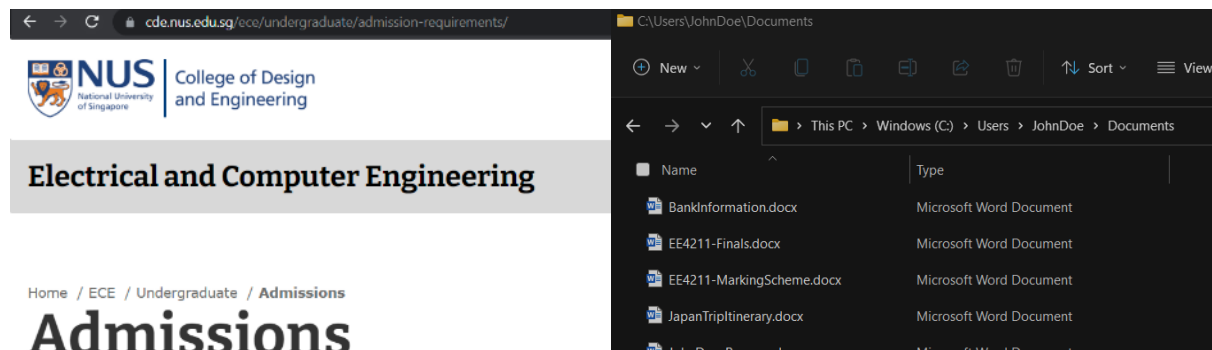 cde.nus.edu.sg/ece/undergraduate/admission-requirements/
NUS
National University
of Singapore
College of Design
and Engineering
Electrical and Computer Engineering
Home / ECE / Undergraduate / Admissions
Admissions
C:\Users\JohnDoe\Documents
New
Sort
View
This PC > Windows (C:) > Users > JohnDoe > Documents
Name Type
BankInformation.docx Microsoft Word Document
EE4211-Finals.docx Microsoft Word Document
EE4211-MarkingScheme.docx Microsoft Word Document
JapanTripItinerary.docx Microsoft Word Document